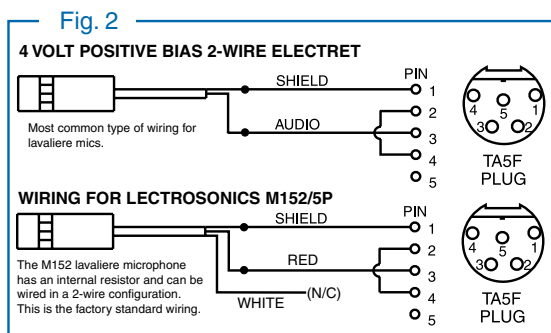 Fig. 2
4 VOLT POSITIVE BIAS 2-WIRE ELECTRET
PIN
SHIELD
1
2
AUDIO
3
4
5
Most common type of wiring for
lavaliere mics.
4 5 1
3 2
TA5F
PLUG
WIRING FOR LECTROSONICS M152/5P
PIN
SHIELD
1
2
RED
3
WHITE (N/C)
4
5
The M152 lavaliere microphone
has an internal resistor and can be
wired in a 2-wire configuration.
This is the factory standard wiring.
4 5 1
3 2
TA5F
PLUG